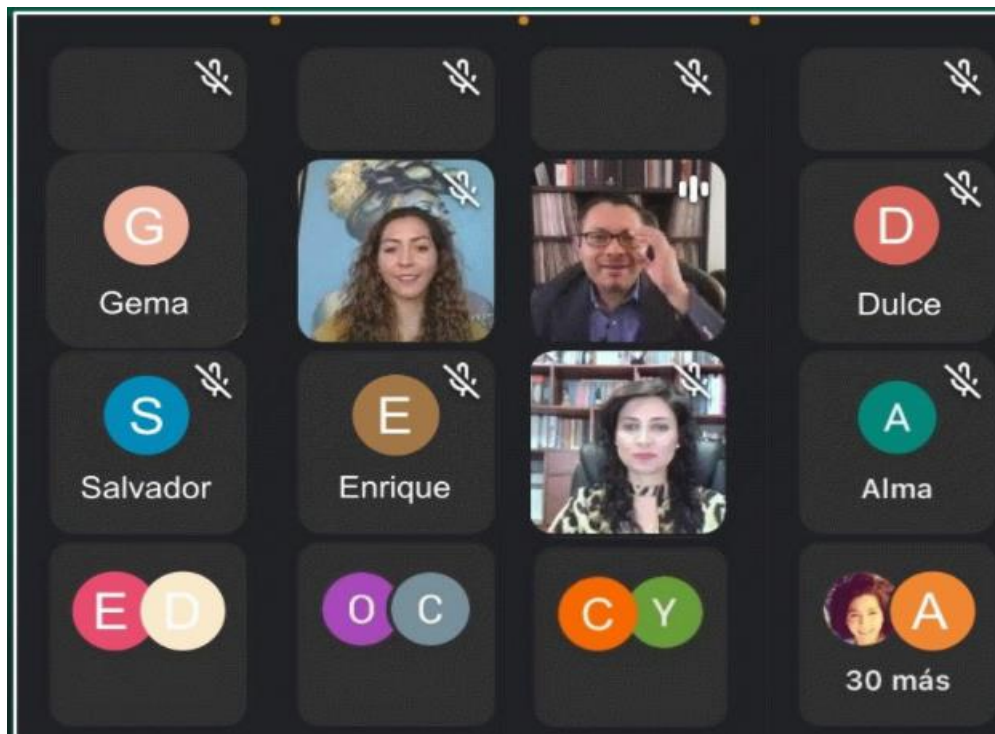 G
Gema
D
Dulce
S
Salvador
E
Enrique
A
Alma
E D
O C
C Y
A
30 más